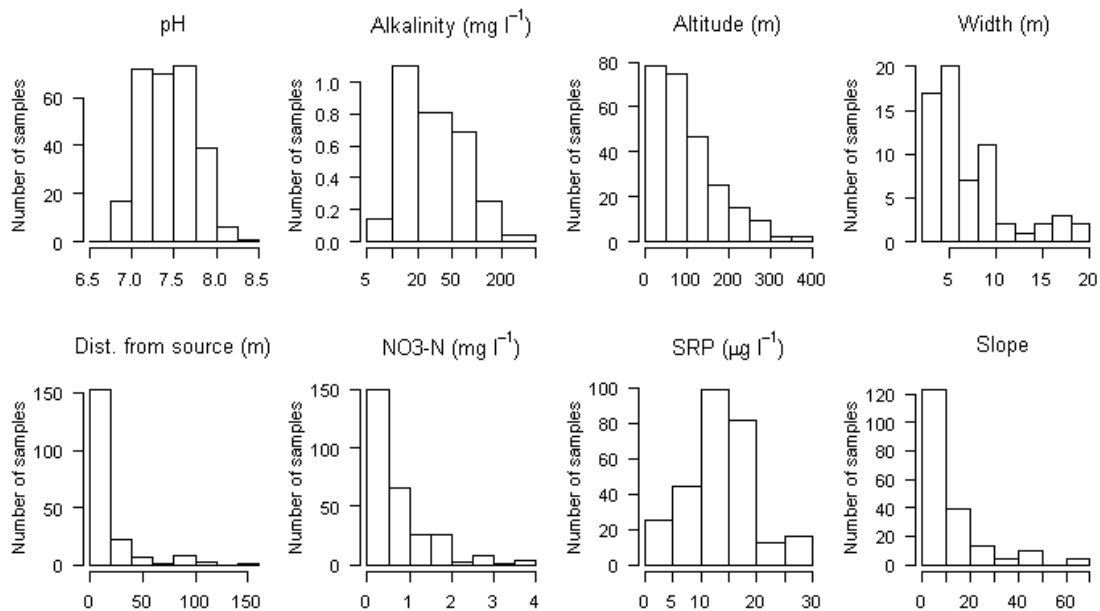 pH
Number of samples
0 20 40 60
6.5 7.0 7.5 8.0 8.5
Alkalinity (mg l⁻¹)
Number of samples
0.0 0.2 0.4 0.6 0.8 1.0
5 20 50 200
Altitude (m)
Number of samples
0 20 40 60 80
0 100 200 300 400
Width (m)
Number of samples
0 5 10 15 20
5 10 15 20
Dist. from source (m)
Number of samples
0 50 100 150
0 50 100 150
NO3-N (mg l⁻¹)
Number of samples
0 50 100 150
0 1 2 3 4
SRP (µg l⁻¹)
Number of samples
0 20 40 60 80 100
0 5 10 20 30
Slope
Number of samples
0 20 40 60 80 100 120
0 20 40 60